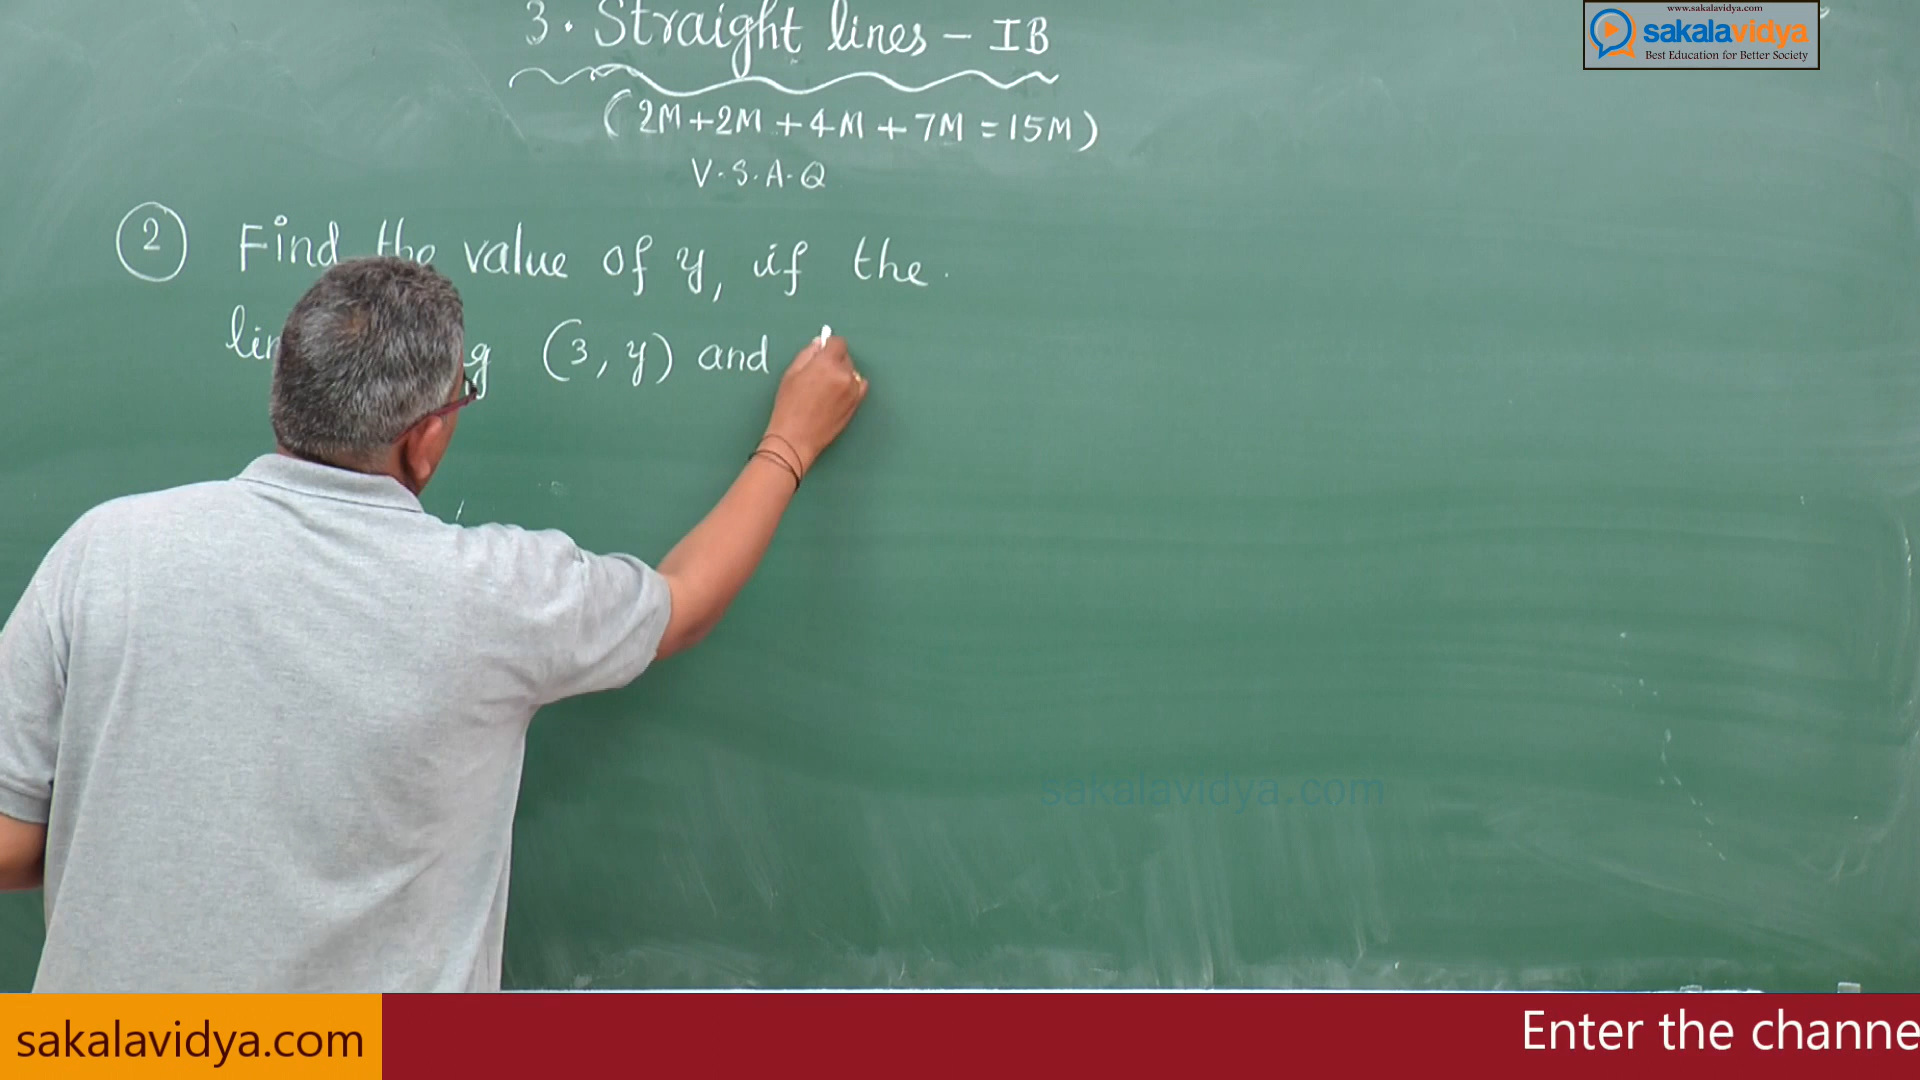 3. Straight lines - IB
(2M+2M+4M+7M=15M)
V.S.A.Q
2 Find the value of y, if the
(3, y) and
www.sakalavidya.com
sakalavidya
Best Education for Better Society
sakalavidya.com
sakalavidya.com
Enter the channe